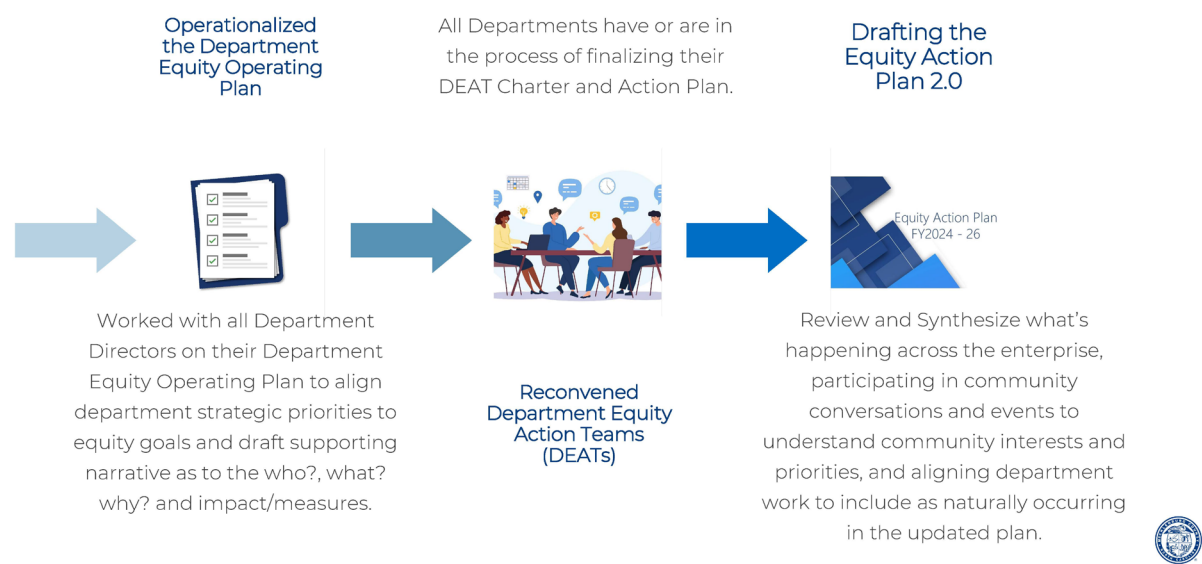 Operationalized
the Department
Equity Operating
Plan
Worked with all Department
Directors on their Department
Equity Operating Plan to align
department strategic priorities to
equity goals and draft supporting
narrative as to the who?, what?
why? and impact/measures.
All Departments have or are in
the process of finalizing their
DEAT Charter and Action Plan.
Reconvened
Department Equity
Action Teams
(DEATs)
Drafting the
Equity Action
Plan 2.0
Equity Action Plan
FY2024 - 26
Review and Synthesize what’s
happening across the enterprise,
participating in community
conversations and events to
understand community interests and
priorities, and aligning department
work to include as naturally occurring
in the updated plan.